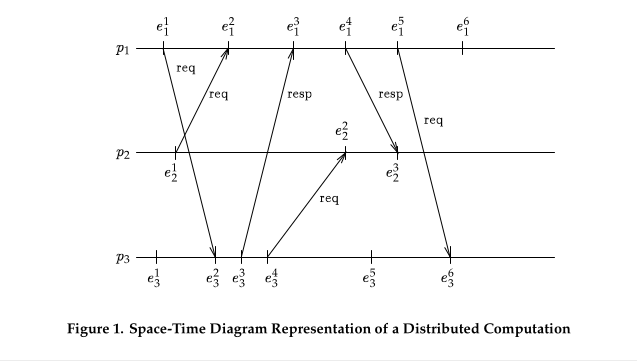 e_1^1 e_1^2 e_1^3 e_1^4 e_1^5 e_1^6
p_1
req
req resp resp
req
e_2^2
p_2
e_2^1 e_2^3
req
p_3
e_3^1 e_3^2 e_3^3 e_3^4 e_3^5 e_3^6
Figure 1. Space-Time Diagram Representation of a Distributed Computation